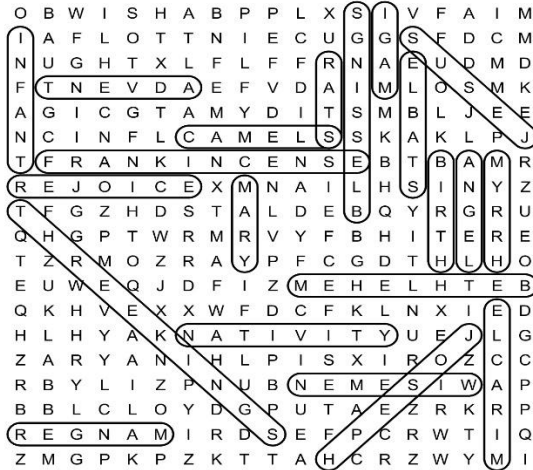 O B W I S H A B P P L X S I V F A I M
I A F L O T T N I E C U G G S F D C M
N U G H T X L F L F F R N A E U D M D
F T N E V D A E F V D A I M L O S M K
A G I C G T A M Y D I T S M B L J E E
N C I N F L C A M E L S S K A K L P J
T F R A N K I N C E N S E B T B A M R
R E J O I C E X M N A I L H S I N Y Z
T F G Z H D S T A L D E B Q Y R G R U
Q H G P T W R M R V Y F B H I T E R E
T Z R M O Z R A Y P F C G D T H L H O
E U W E Q J D F I Z M E H E L H T E B
Q K H V E X X W F D C F K L N X I E D
H L H Y A K N A T I V I T Y U E J L G
Z A R Y A N I H L P I S X I R O Z C C
R B Y L I Z P N U B N E M E S I W A P
B B L C L O Y D G P U T A E Z R K R P
R E G N A M I R D S E F P C R W T I Q
Z M G P K P Z K T T A H C R Z W Y M I